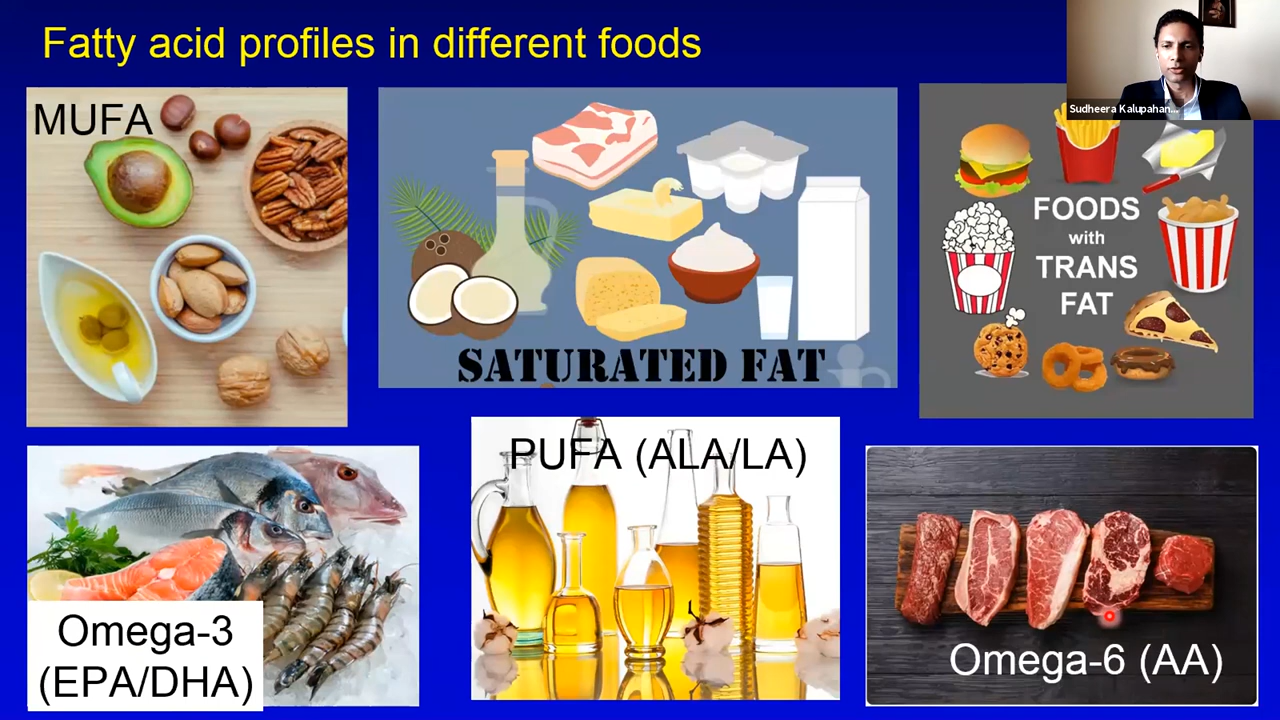 Fatty acid profiles in different foods
Sudheera Kalupahan...
MUFA
SATURATED FAT
FOODS
with
TRANS
FAT
Omega-3
(EPA/DHA)
PUFA (ALA/LA)
Omega-6 (AA)